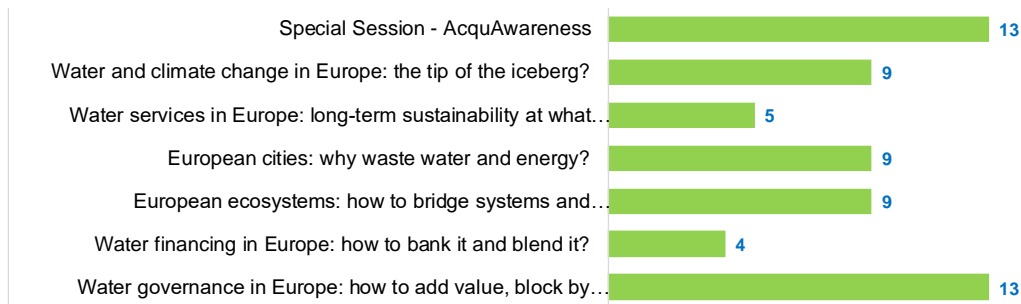 Special Session - AcquAwareness 13
Water and climate change in Europe: the tip of the iceberg? 9
Water services in Europe: long-term sustainability at what… 5
European cities: why waste water and energy? 9
European ecosystems: how to bridge systems and… 9
Water financing in Europe: how to bank it and blend it? 4
Water governance in Europe: how to add value, block by… 13